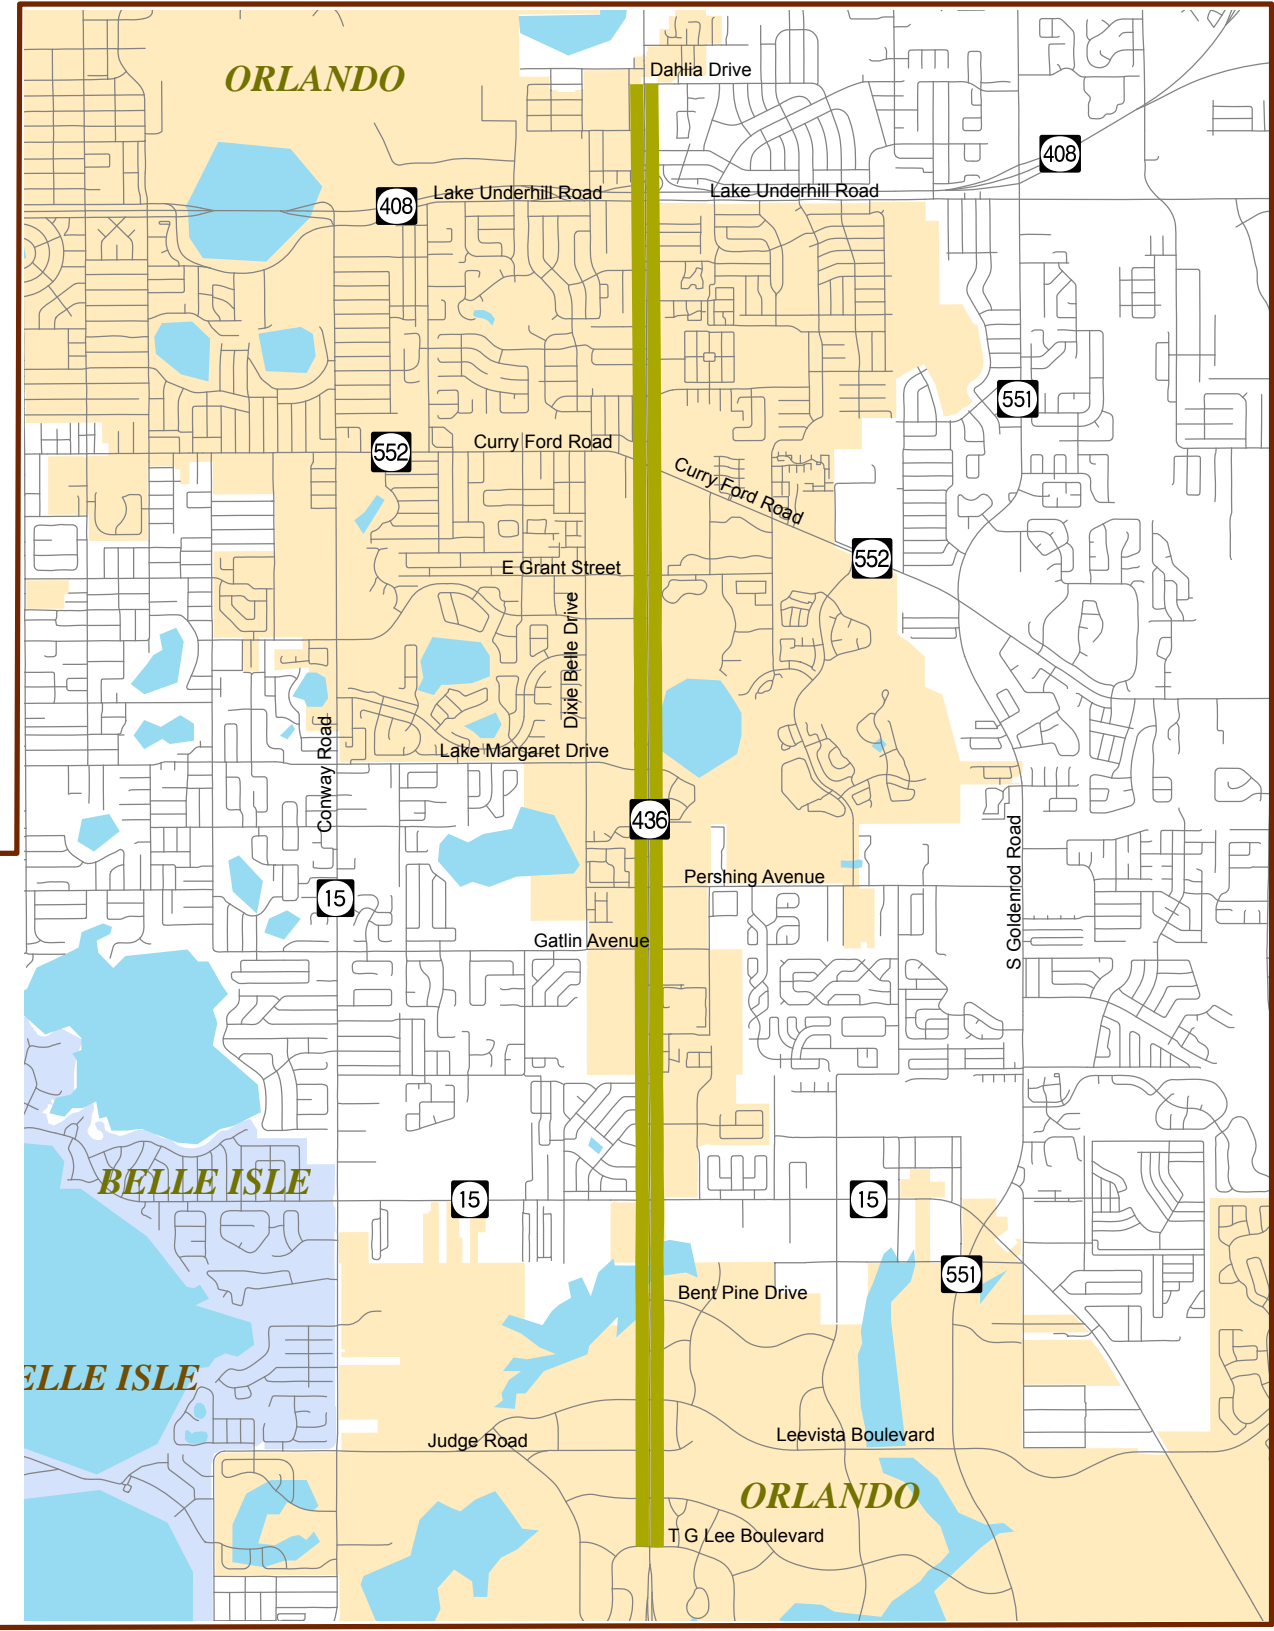 Dahlia Drive
ORLANDO
408
Lake Underhill Road
Lake Underhill Road
408
551
Curry Ford Road
552
Curry Ford Road
552
E Grant Street
Dixie Belle Drive
Conway Road
Lake Margaret Drive
436
S Goldenrod Road
Pershing Avenue
15
Gatlin Avenue
BELLE ISLE
15
15
551
Bent Pine Drive
ELLE ISLE
Judge Road
Leevista Boulevard
ORLANDO
T G Lee Boulevard